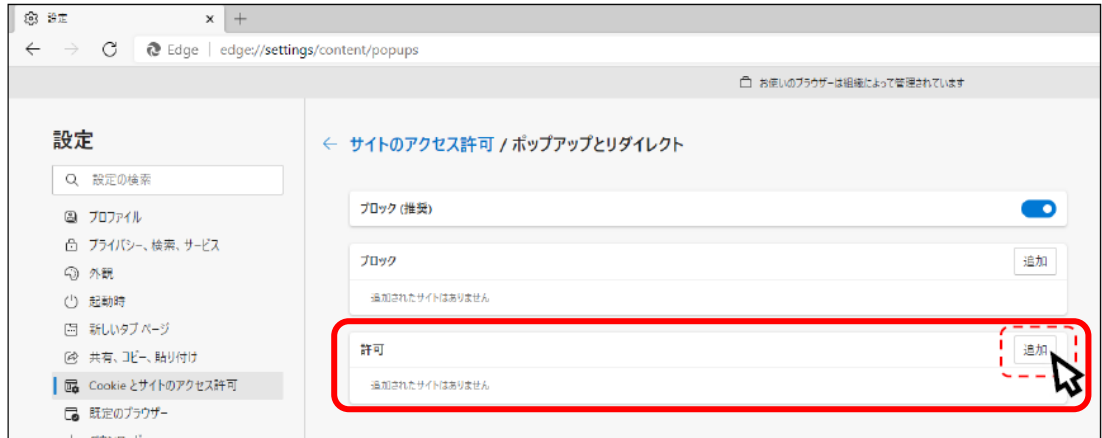 設定
Edge | edge://settings/content/popups
お使いのブラウザーは組織によって管理されています
設定
設定の検索
プロファイル
プライバシー、検索、サービス
外観
起動時
新しいタブ ページ
共有、コピー、貼り付け
Cookie とサイトのアクセス許可
既定のブラウザー
サイトのアクセス許可 / ポップアップとリダイレクト
ブロック (推奨)
ブロック
追加
追加されたサイトはありません
許可
追加
追加されたサイトはありません